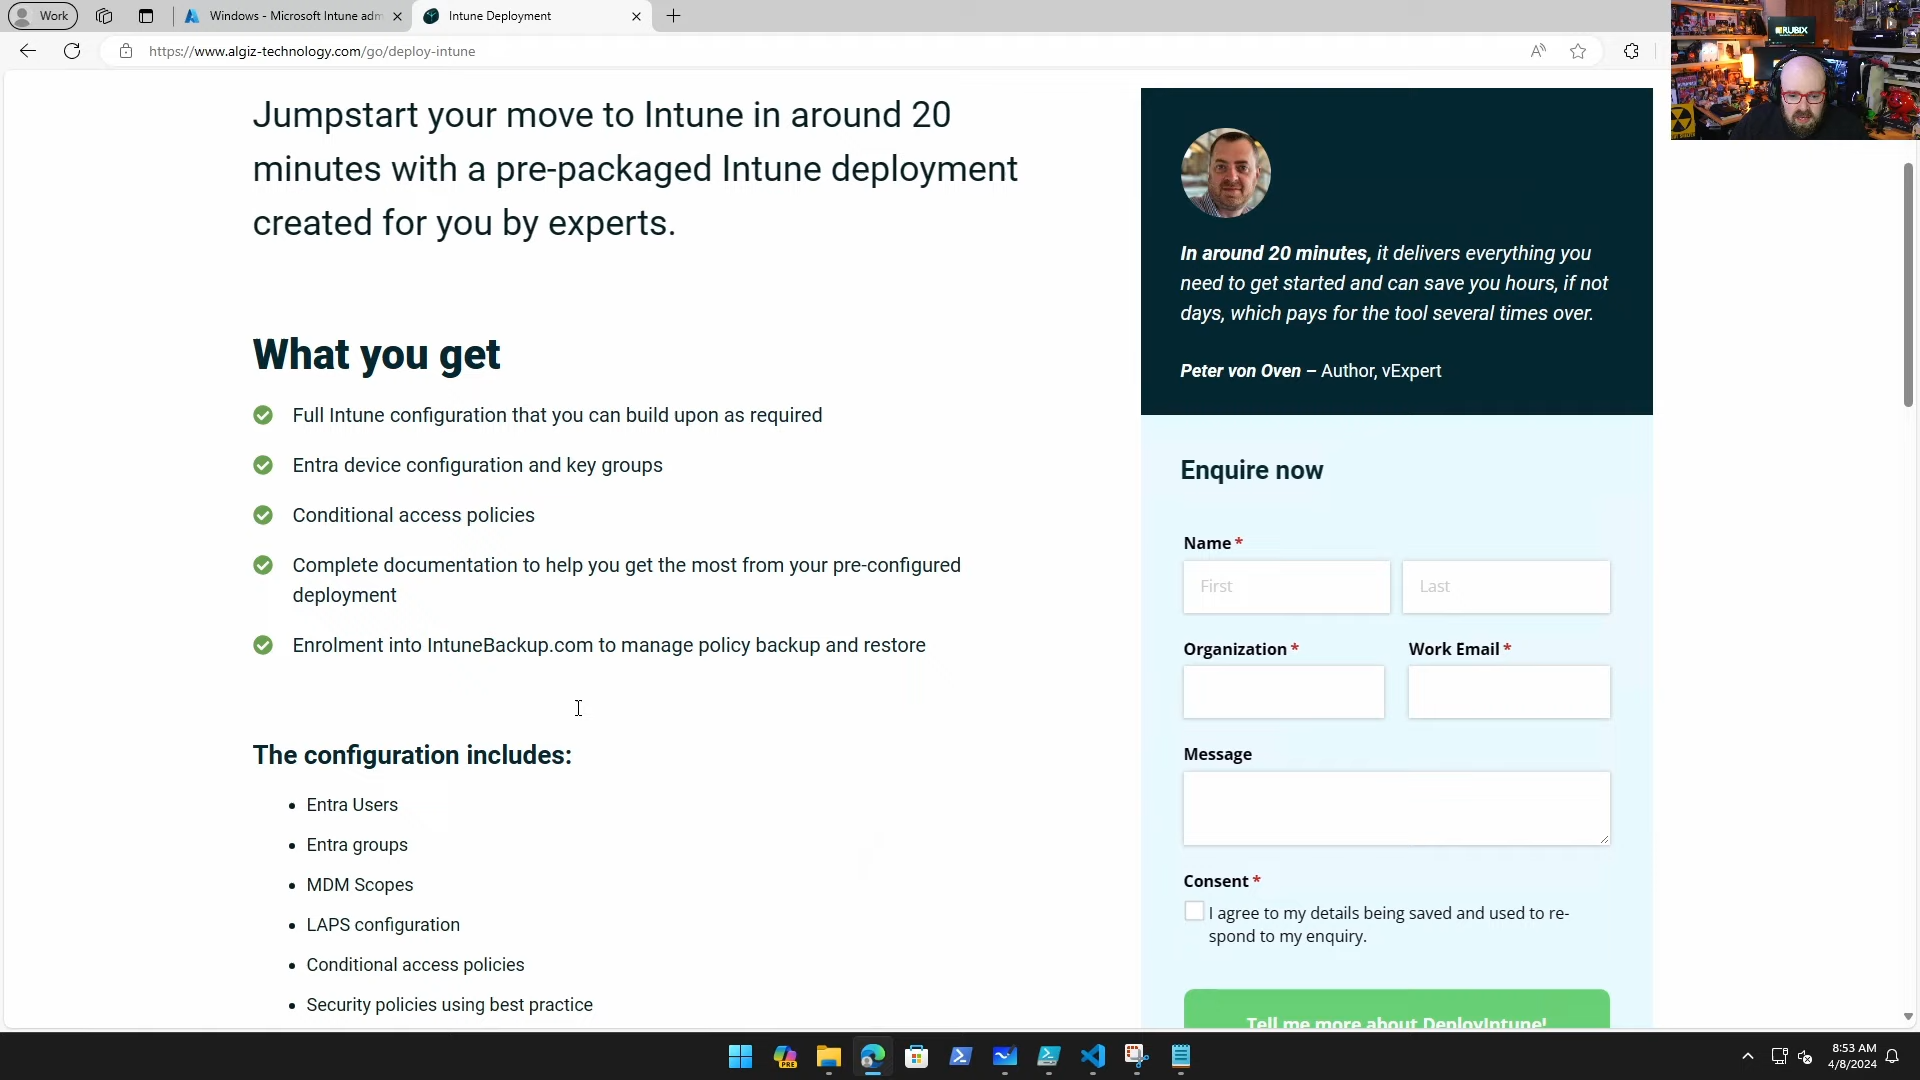 Work
Windows - Microsoft Intune adm
Intune Deployment
https://www.algiz-technology.com/go/deploy-intune
RUBIX
Jumpstart your move to Intune in around 20
minutes with a pre-packaged Intune deployment
created for you by experts.
What you get
Full Intune configuration that you can build upon as required
Entra device configuration and key groups
Conditional access policies
Complete documentation to help you get the most from your pre-configured
deployment
Enrolment into IntuneBackup.com to manage policy backup and restore
The configuration includes:
• Entra Users
• Entra groups
• MDM Scopes
• LAPS configuration
• Conditional access policies
• Security policies using best practice
In around 20 minutes, it delivers everything you
need to get started and can save you hours, if not
days, which pays for the tool several times over.
Peter von Oven – Author, vExpert
Enquire now
Name *
First
Last
Organization *
Work Email *
Message
Consent *
I agree to my details being saved and used to re-
spond to my enquiry.
Tell me more about DeployIntune!
PRE
8:53 AM
4/8/2024